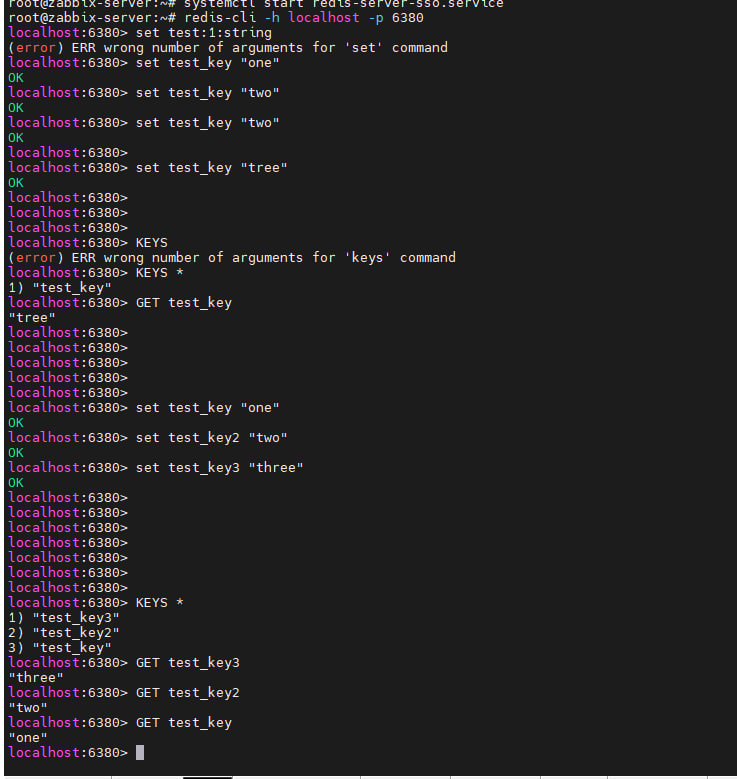 root@zabbix-server:~# systemctl start redis-server-sso.service
root@zabbix-server:~# redis-cli -h localhost -p 6380
localhost:6380> set test:1:string
(error) ERR wrong number of arguments for 'set' command
localhost:6380> set test_key "one"
OK
localhost:6380> set test_key "two"
OK
localhost:6380> set test_key "two"
OK
localhost:6380>
localhost:6380> set test_key "tree"
OK
localhost:6380>
localhost:6380>
localhost:6380>
localhost:6380> KEYS
(error) ERR wrong number of arguments for 'keys' command
localhost:6380> KEYS *
1) "test_key"
localhost:6380> GET test_key
"tree"
localhost:6380>
localhost:6380>
localhost:6380>
localhost:6380>
localhost:6380>
localhost:6380> set test_key "one"
OK
localhost:6380> set test_key2 "two"
OK
localhost:6380> set test_key3 "three"
OK
localhost:6380>
localhost:6380>
localhost:6380>
localhost:6380>
localhost:6380>
localhost:6380>
localhost:6380>
localhost:6380> KEYS *
1) "test_key3"
2) "test_key2"
3) "test_key"
localhost:6380> GET test_key3
"three"
localhost:6380> GET test_key2
"two"
localhost:6380> GET test_key
"one"
localhost:6380>